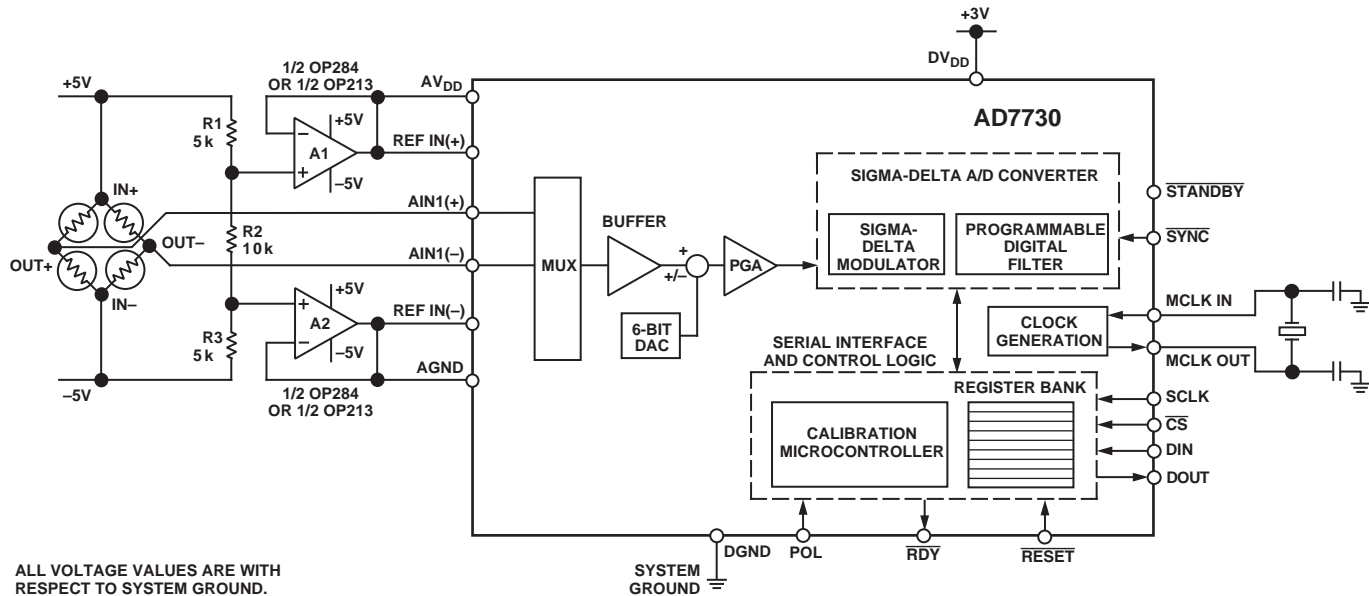 +3V
DVDD
1/2 OP284
OR 1/2 OP213
AVDD
+5V
AD7730
R1
5k
+5V
−
A1
+
−5V
REF IN(+)
SIGMA-DELTA A/D CONVERTER
STANDBY
IN+
AIN1(+)
BUFFER
SIGMA-
DELTA
MODULATOR
PROGRAMMABLE
DIGITAL
FILTER
SYNC
R2
10k
OUT–
OUT+
AIN1(–)
MUX
+
+/–
PGA
MCLK IN
IN–
+5V
+
A2
−
−5V
REF IN(–)
6-BIT
DAC
CLOCK
GENERATION
R3
5k
SERIAL INTERFACE
AND CONTROL LOGIC
MCLK OUT
–5V
AGND
REGISTER BANK
SCLK
1/2 OP284
OR 1/2 OP213
CALIBRATION
MICROCONTROLLER
CS
DIN
DOUT
DGND
POL
RDY
RESET
SYSTEM
GROUND
ALL VOLTAGE VALUES ARE WITH
RESPECT TO SYSTEM GROUND.